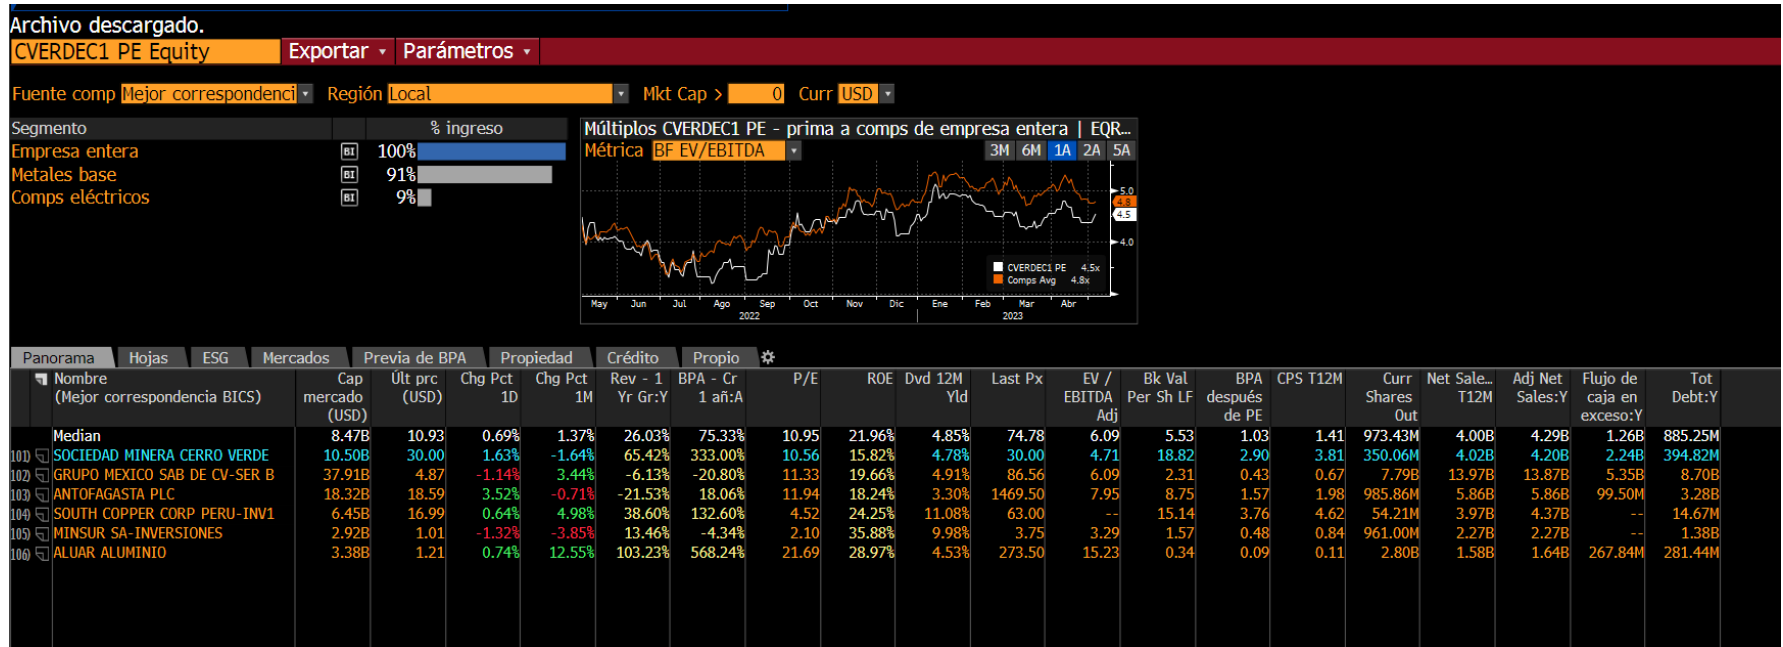 Archivo descargado.
CVERDEC1 PE Equity Exportar Parámetros
Fuente comp Mejor correspondenci Región Local Mkt Cap > 0 Curr USD
Segmento % ingreso
Empresa entera BI 100%
Metales base BI 91%
Comps eléctricos BI 9%
Múltiplos CVERDEC1 PE - prima a comps de empresa entera | EQR...
Métrica BF EV/EBITDA 3M 6M 1A 2A 5A
5.0
4.8
4.5
4.0
CVERDEC1 PE 4.5x
Comps Avg 4.8x
May Jun Jul Ago Sep Oct Nov Dic Ene Feb Mar Abr
2022 2023
Panorama Hojas ESG Mercados Previa de BPA Propiedad Crédito Propio
Nombre Cap Últ prc Chg Pct Chg Pct Rev - 1 BPA - Cr P/E ROE Dvd 12M Last Px EV / Bk Val BPA CPS T12M Curr Net Sale... Adj Net Flujo de Tot
(Mejor correspondencia BICS) mercado (USD) 1D 1M Yr Gr:Y 1 añ:A Yld EBITDA Per Sh LF después Shares T12M Sales:Y caja en Debt:Y
(USD) Adj de PE Out exceso:Y
Median 8.47B 10.93 0.69% 1.37% 26.03% 75.33% 10.95 21.96% 4.85% 74.78 6.09 5.53 1.03 1.41 973.43M 4.00B 4.29B 1.26B 885.25M
101) SOCIEDAD MINERA CERRO VERDE 10.50B 30.00 1.63% -1.64% 65.42% 333.00% 10.56 15.82% 4.78% 30.00 4.71 18.82 2.90 3.81 350.06M 4.02B 4.20B 2.24B 394.82M
102) GRUPO MEXICO SAB DE CV-SER B 37.91B 4.87 -1.14% 3.44% -6.13% -20.80% 11.33 19.66% 4.91% 86.56 6.09 2.31 0.43 0.67 7.79B 13.97B 13.87B 5.35B 8.70B
103) ANTOFAGASTA PLC 18.32B 18.59 3.52% -0.71% -21.53% 18.06% 11.94 18.24% 3.30% 1469.50 7.95 8.75 1.57 1.98 985.86M 5.86B 5.86B 99.50M 3.28B
104) SOUTH COPPER CORP PERU-INV1 6.45B 16.99 0.64% 4.98% 38.60% 132.60% 4.52 24.25% 11.08% 63.00 -- 15.14 3.76 4.62 54.21M 3.97B 4.37B -- 14.67M
105) MINSUR SA-INVERSIONES 2.92B 1.01 -1.32% -3.85% 13.46% -4.34% 2.10 35.88% 9.98% 3.75 3.29 1.57 0.48 0.84 961.00M 2.27B 2.27B -- 1.38B
106) ALUAR ALUMINIO 3.38B 1.21 0.74% 12.55% 103.23% 568.24% 21.69 28.97% 4.53% 273.50 15.23 0.34 0.09 0.11 2.80B 1.58B 1.64B 267.84M 281.44M